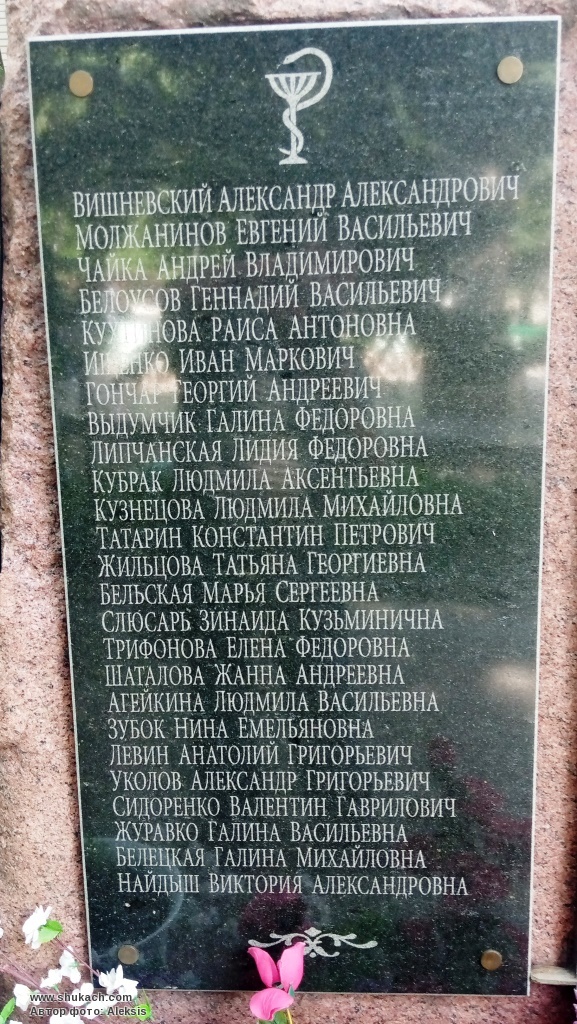 ВИШНЕВСКИЙ АЛЕКСАНДР АЛЕКСАНДРОВИЧ
МОЛЖАНИНОВ ЕВГЕНИЙ ВАСИЛЬЕВИЧ
ЧАЙКА АНДРЕЙ ВЛАДИМИРОВИЧ
БЕЛОУСОВ ГЕННАДИЙ ВАСИЛЬЕВИЧ
РАИСА АНТОНОВНА
ИВАН МАРКОВИЧ
ГЕОРГИЙ АНДРЕЕВИЧ
ВЫДУМЧИК ГАЛИНА ФЕДОРОВНА
ЛИПЧАНСКАЯ ЛИДИЯ ФЕДОРОВНА
КУБРАК ЛЮДМИЛА АКСЕНТЬЕВНА
КУЗНЕЦОВА ЛЮДМИЛА МИХАЙЛОВНА
ТАТАРИН КОНСТАНТИН ПЕТРОВИЧ
ЖИЛЬЦОВА ТАТЬЯНА ГЕОРГИЕВНА
БЕЛЬСКАЯ МАРЬЯ СЕРГЕЕВНА
СЛЮСАРЬ ЗИНАИДА КУЗЬМИНИЧНА
ТРИФОНОВА ЕЛЕНА ФЕДОРОВНА
ШАТАЛОВА ЖАННА АНДРЕЕВНА
АГЕЙКИНА ЛЮДМИЛА ВАСИЛЬЕВНА
ЗУБОК НИНА ЕМЕЛЬЯНОВНА
ЛЕВИН АНАТОЛИЙ ГРИГОРЬЕВИЧ
УКОЛОВ АЛЕКСАНДР ГРИГОРЬЕВИЧ
СИДОРЕНКО ВАЛЕНТИН ГАВРИЛОВИЧ
ЖУРАВКО ГАЛИНА ВАСИЛЬЕВНА
БЕЛЕЦКАЯ ГАЛИНА МИХАЙЛОВНА
НАЙДЫШ ВИКТОРИЯ АЛЕКСАНДРОВНА
www.shukach.com
Автор фото: Aleksis